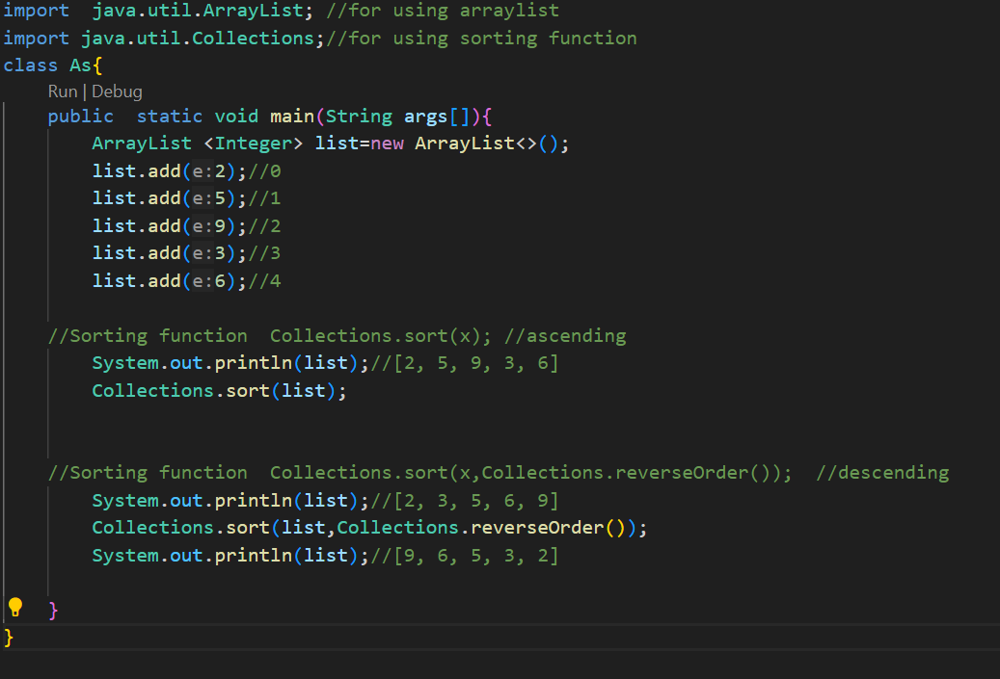 import  java.util.ArrayList; //for using arraylist
import java.util.Collections;//for using sorting function
class As{
Run | Debug
public  static void main(String args[]){
ArrayList <Integer> list=new ArrayList<>();
list.add(e:2);//0
list.add(e:5);//1
list.add(e:9);//2
list.add(e:3);//3
list.add(e:6);//4
//Sorting function  Collections.sort(x); //ascending
System.out.println(list);//[2, 5, 9, 3, 6]
Collections.sort(list);
//Sorting function  Collections.sort(x,Collections.reverseOrder());  //descending
System.out.println(list);//[2, 3, 5, 6, 9]
Collections.sort(list,Collections.reverseOrder());
System.out.println(list);//[9, 6, 5, 3, 2]
}
}